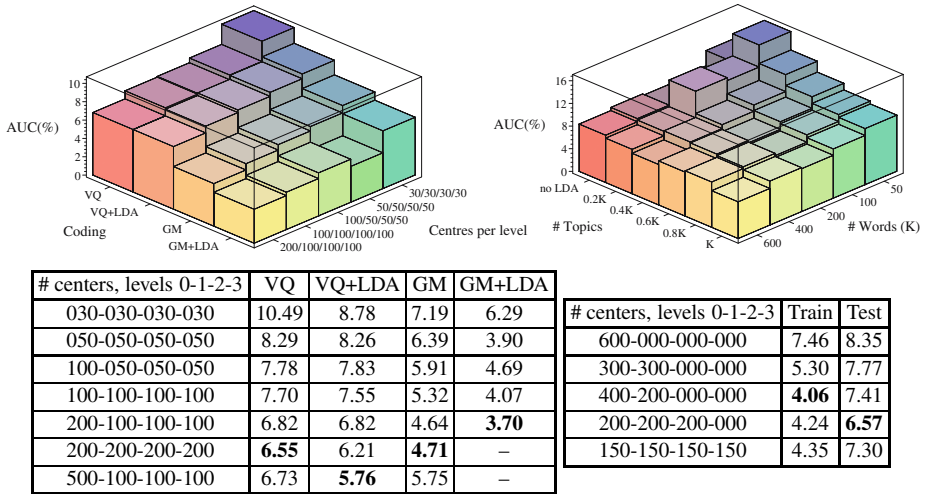 10
8
6
4
2
0
AUC(%)
VQ
VQ+LDA
GM
GM+LDA
Coding
30/30/30/30
50/50/50/50
100/50/50/50
100/100/100/100
200/100/100/100
Centres per level
16
12
8
4
0
AUC(%)
no LDA
0.2K
0.4K
0.6K
0.8K
K
# Topics
50
100
200
400
600
# Words (K)
# centers, levels 0-1-2-3 VQ VQ+LDA GM GM+LDA
030-030-030-030 10.49 8.78 7.19 6.29
050-050-050-050 8.29 8.26 6.39 3.90
100-050-050-050 7.78 7.83 5.91 4.69
100-100-100-100 7.70 7.55 5.32 4.07
200-100-100-100 6.82 6.82 4.64 3.70
200-200-200-200 6.55 6.21 4.71 –
500-100-100-100 6.73 5.76 5.75 –
# centers, levels 0-1-2-3 Train Test
600-000-000-000 7.46 8.35
300-300-000-000 5.30 7.77
400-200-000-000 4.06 7.41
200-200-200-000 4.24 6.57
150-150-150-150 4.35 7.30